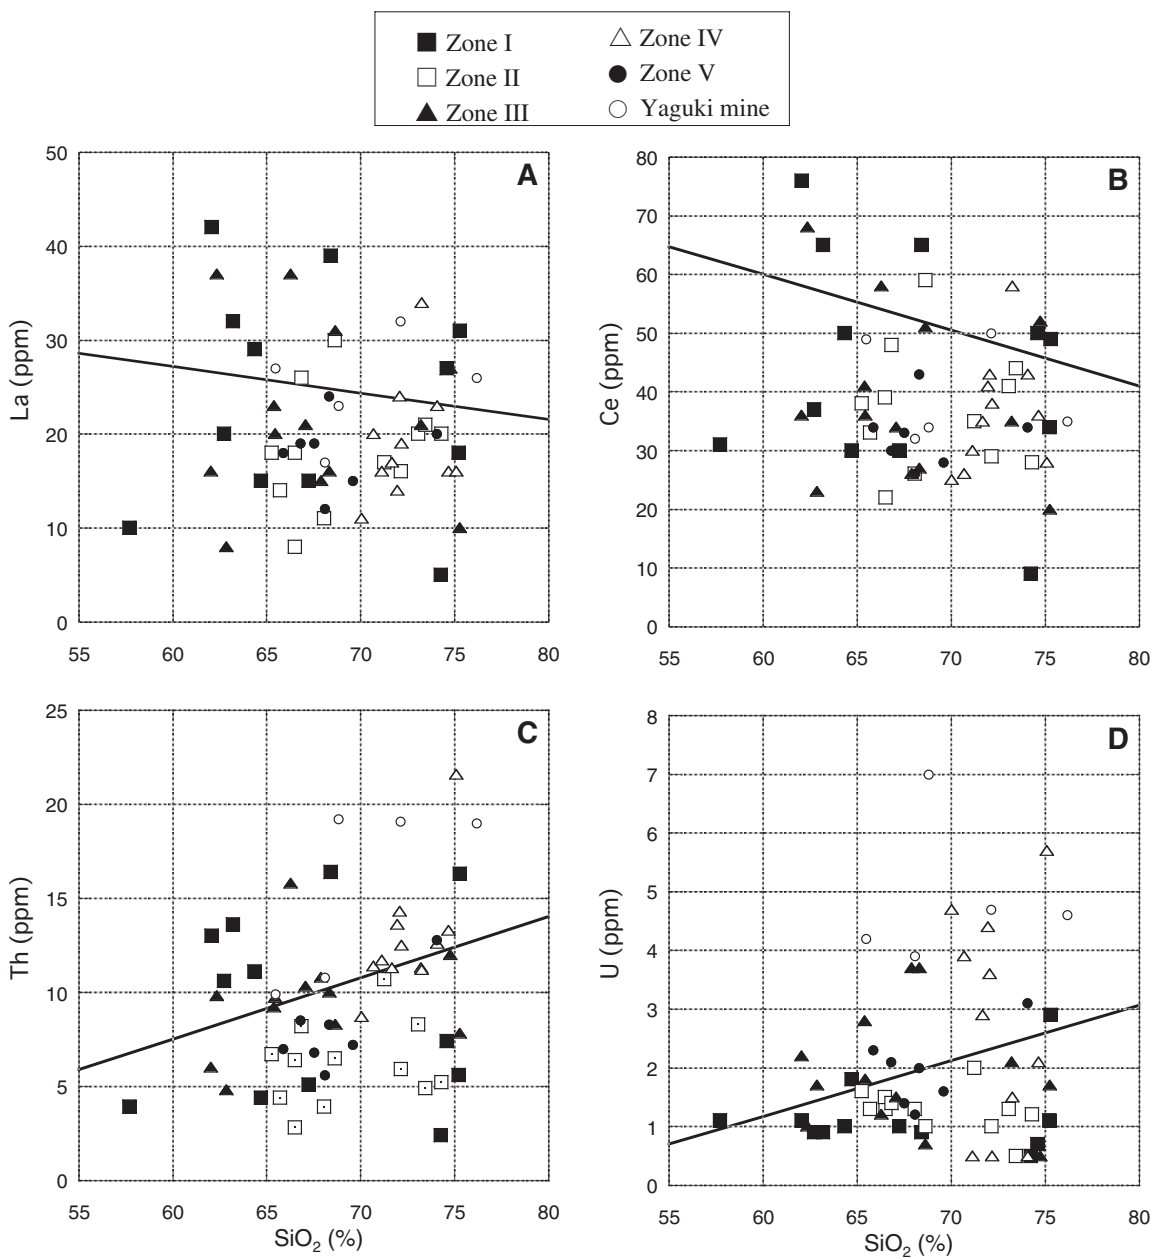 Zone I
Zone IV
Zone II
Zone V
Zone III
Yaguki mine
A
La (ppm)
50
40
30
20
10
0
55 60 65 70 75 80
B
Ce (ppm)
80
70
60
50
40
30
20
10
0
55 60 65 70 75 80
C
Th (ppm)
25
20
15
10
5
0
55 60 65 70 75 80
SiO₂ (%)
D
U (ppm)
8
7
6
5
4
3
2
1
0
55 60 65 70 75 80
SiO₂ (%)